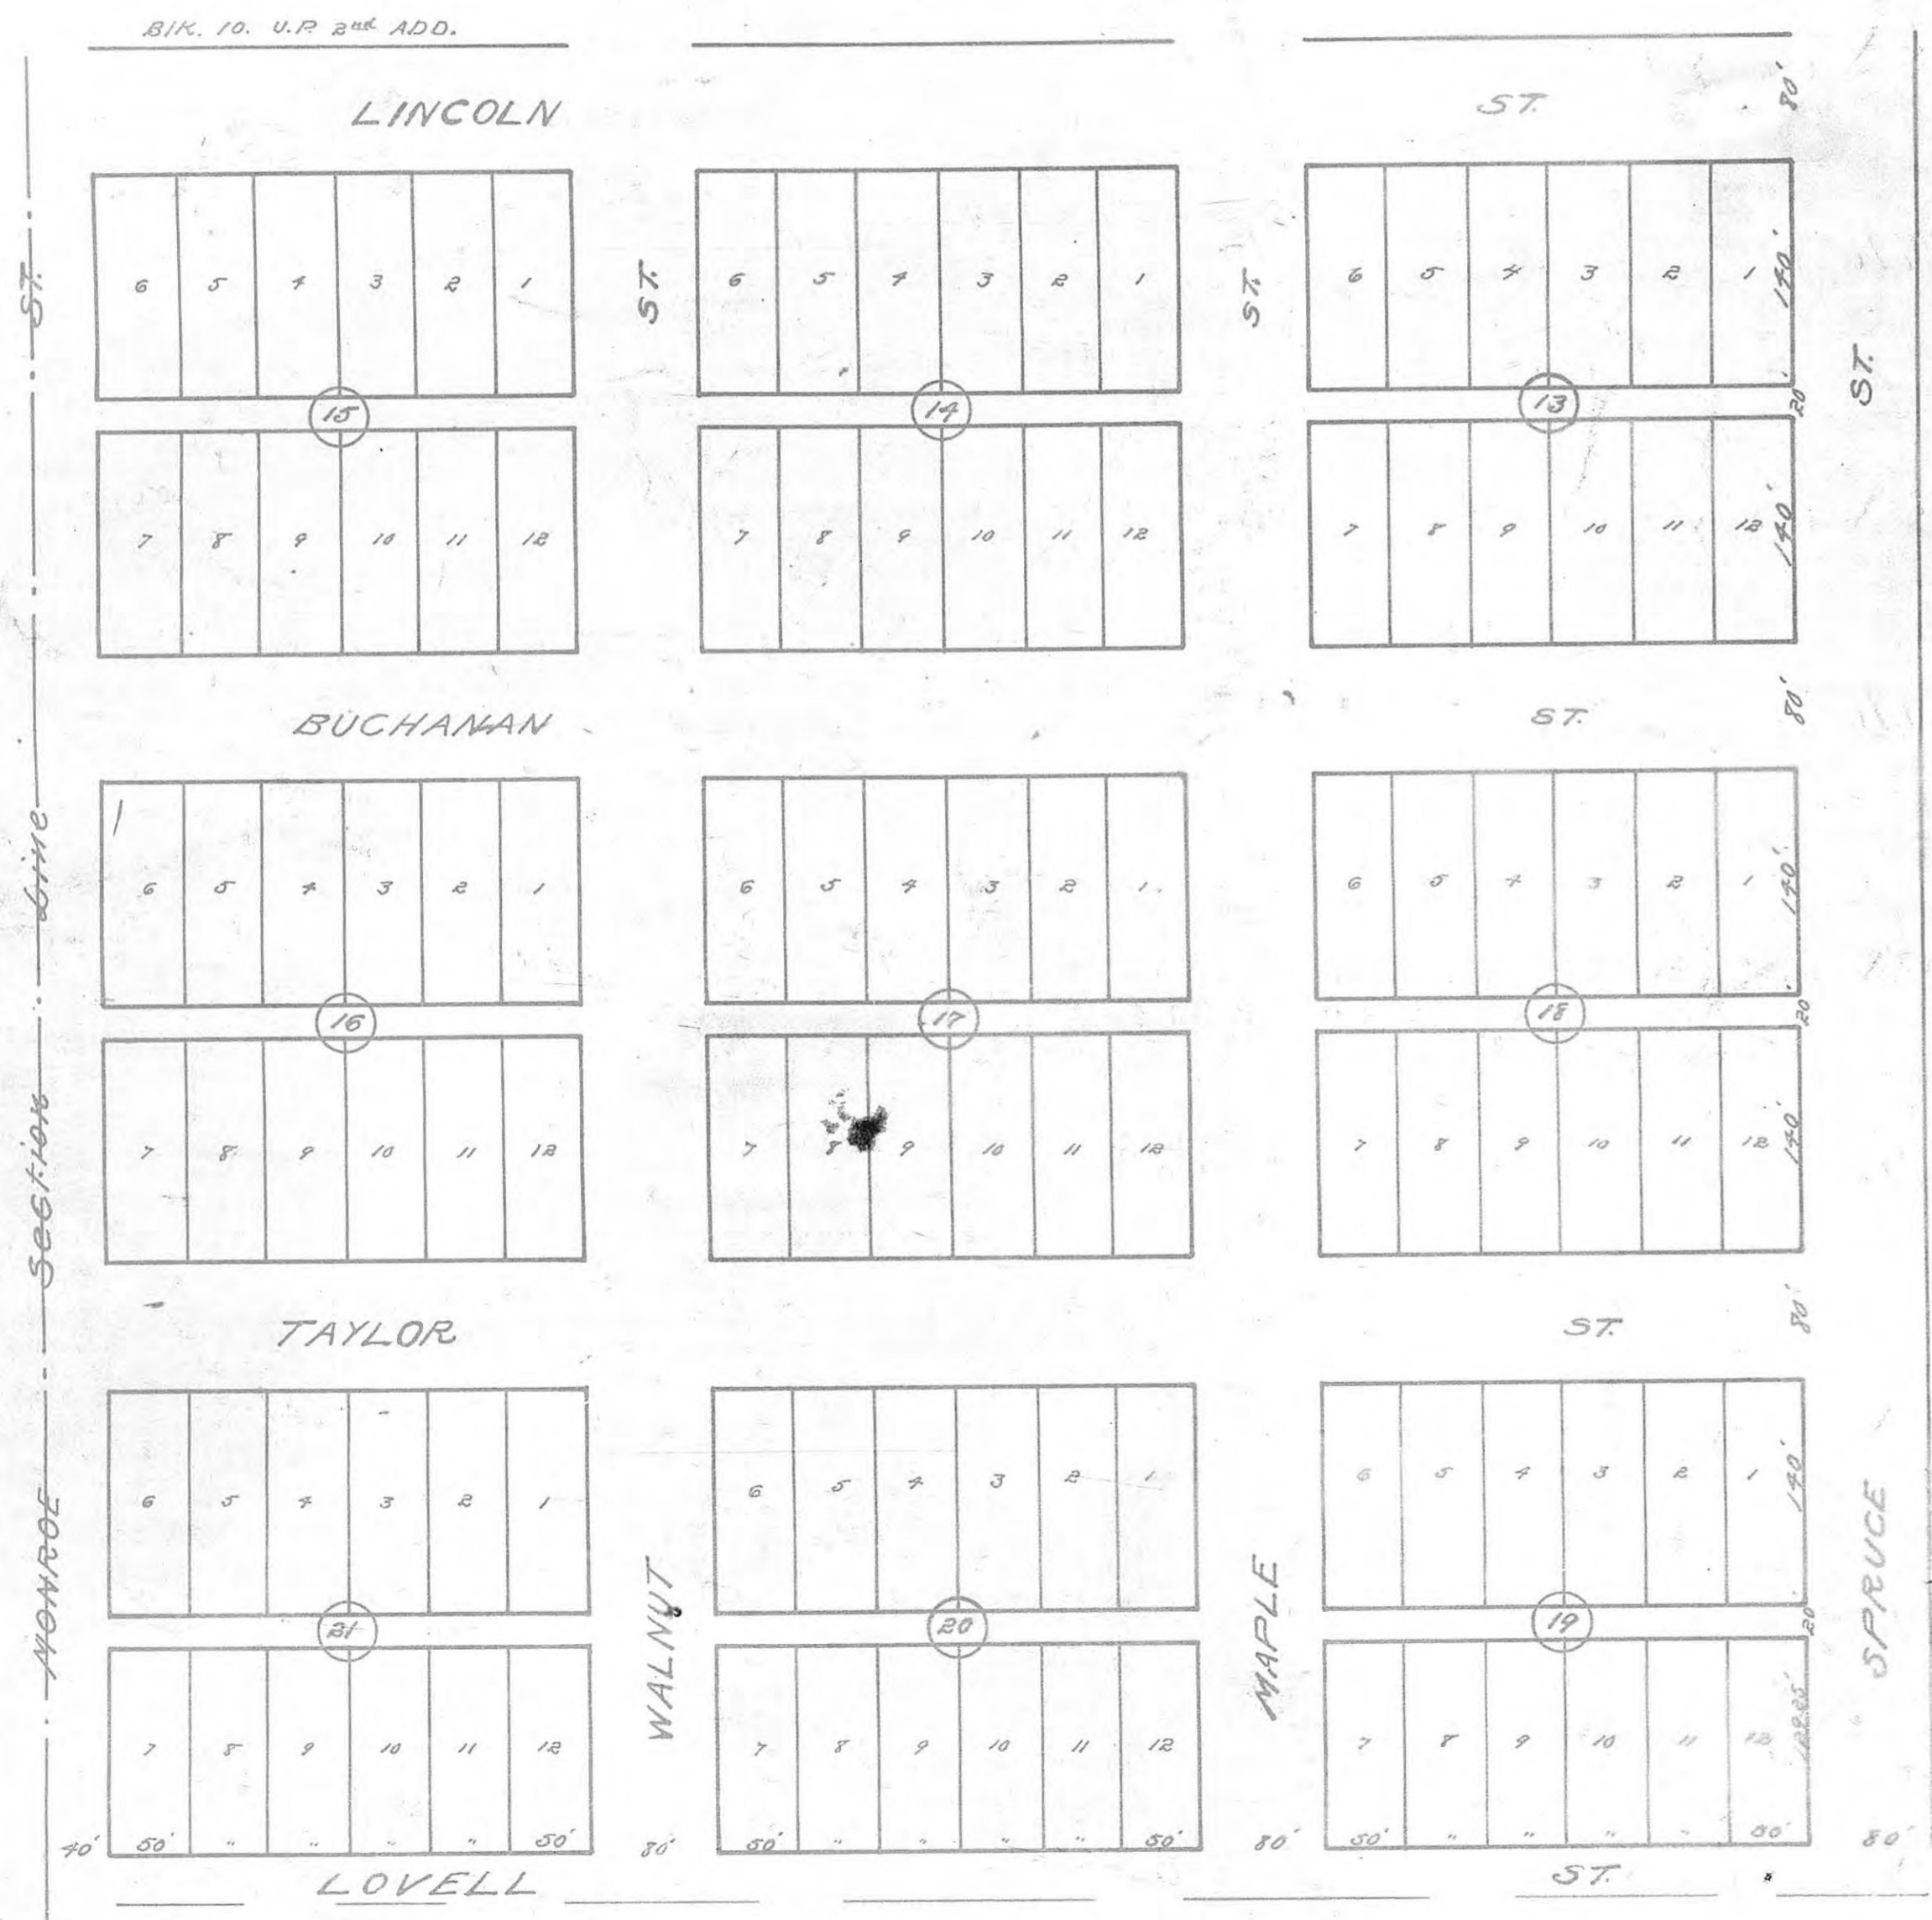 Blk. 10. U.P. 2nd ADD.
LINCOLN ST. 80'
6 5 4 3 2 1
6 5 4 3 2 1
6 5 4 3 2 1 140'
15
14
13
20'
7 8 9 10 11 12
7 8 9 10 11 12
7 8 9 10 11 12 140'
BUCHANAN ST. 80'
6 5 4 3 2 1
6 5 4 3 2 1
6 5 4 3 2 1 140'
16
17
18
20'
7 8 9 10 11 12
7 8 9 10 11 12
7 8 9 10 11 12 140'
TAYLOR ST. 80'
6 5 4 3 2 1
6 5 4 3 2 1
6 5 4 3 2 1 140'
21
20
19
20'
7 8 9 10 11 12
7 8 9 10 11 12
7 8 9 10 11 12
40' 50' " " " " 50' 80' 50' " " " " 50' 80' 50' " " " " 50' 80'
LOVELL ST.
MONROE Section Line ST.
WALNUT ST.
MAPLE ST.
SPRUCE ST.